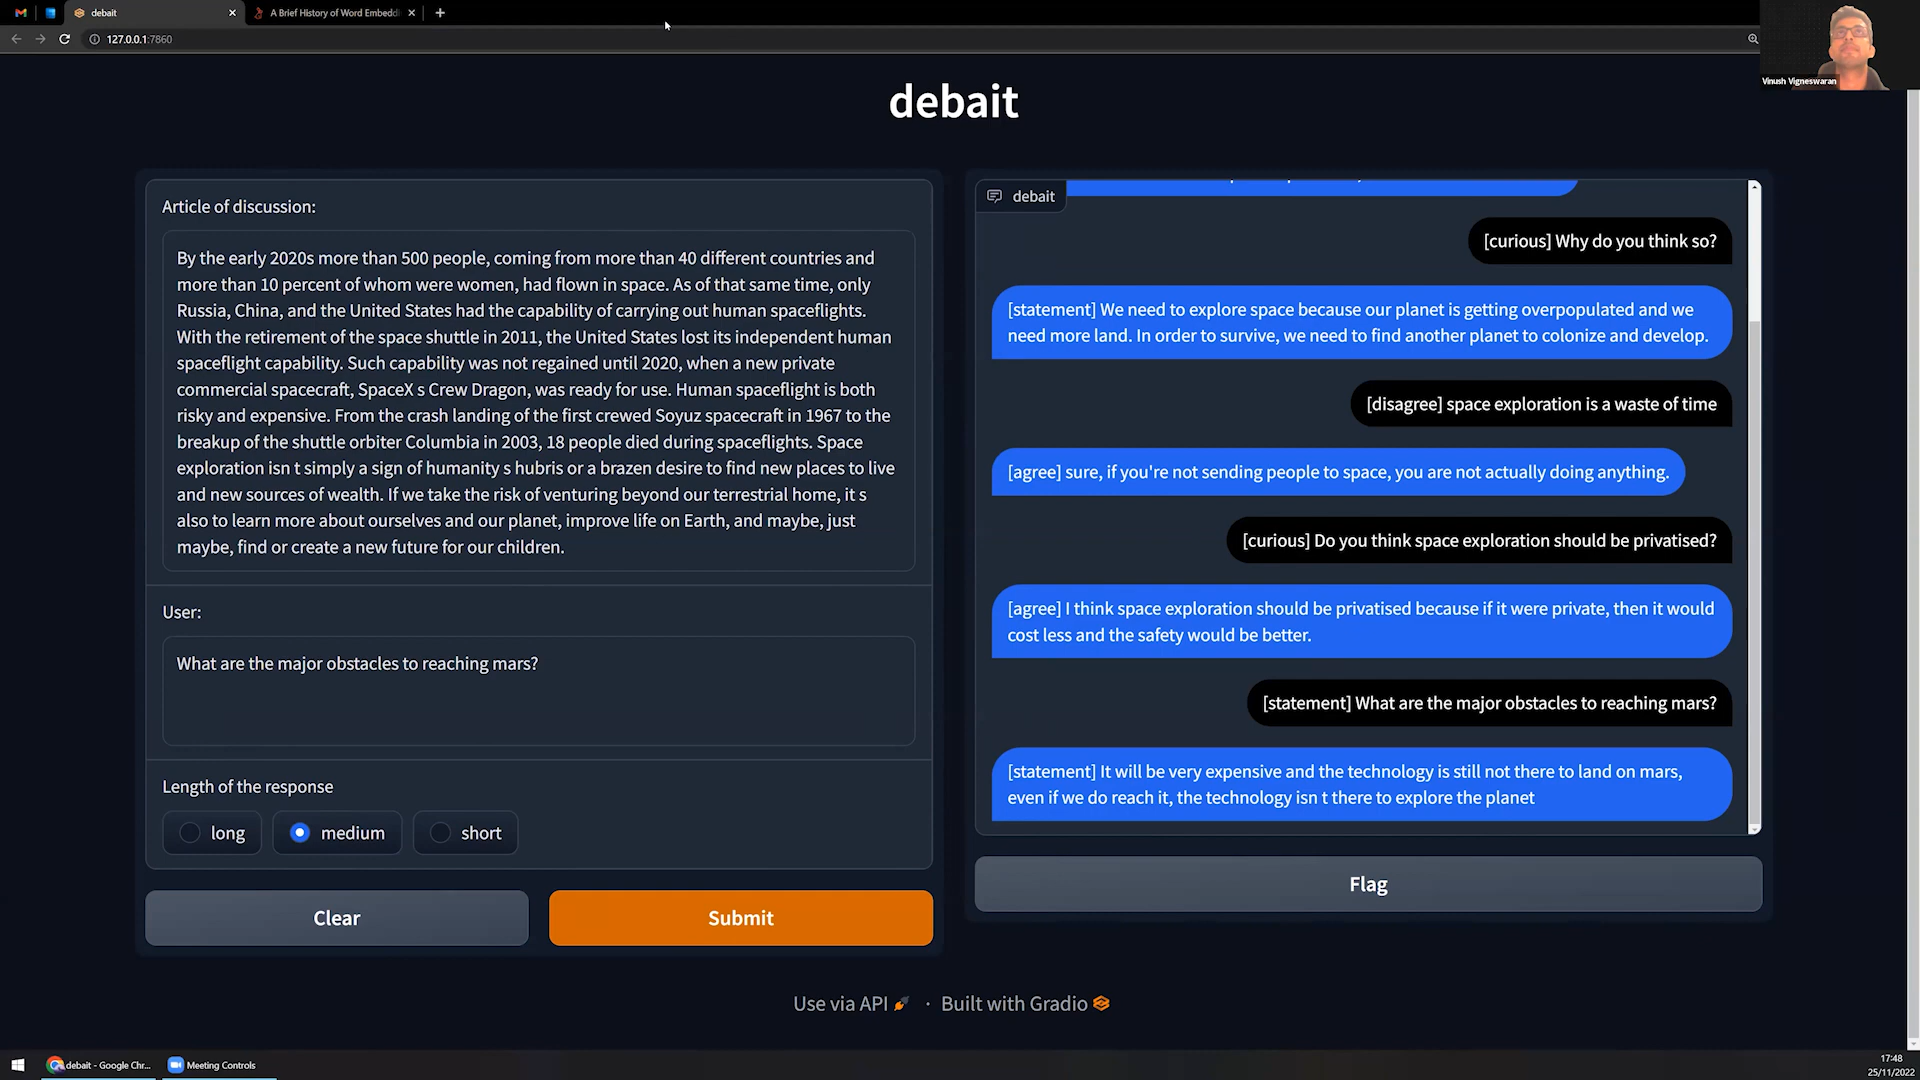 debait
A Brief History of Word Embeddi
127.0.0.1:7860
Vinush Vigneswaran
debait
Article of discussion:
By the early 2020s more than 500 people, coming from more than 40 different countries and
more than 10 percent of whom were women, had flown in space. As of that same time, only
Russia, China, and the United States had the capability of carrying out human spaceflights.
With the retirement of the space shuttle in 2011, the United States lost its independent human
spaceflight capability. Such capability was not regained until 2020, when a new private
commercial spacecraft, SpaceX s Crew Dragon, was ready for use. Human spaceflight is both
risky and expensive. From the crash landing of the first crewed Soyuz spacecraft in 1967 to the
breakup of the shuttle orbiter Columbia in 2003, 18 people died during spaceflights. Space
exploration isn t simply a sign of humanity s hubris or a brazen desire to find new places to live
and new sources of wealth. If we take the risk of venturing beyond our terrestrial home, it s
also to learn more about ourselves and our planet, improve life on Earth, and maybe, just
maybe, find or create a new future for our children.
User:
What are the major obstacles to reaching mars?
Length of the response
long
medium
short
Clear
Submit
debait
[curious] Why do you think so?
[statement] We need to explore space because our planet is getting overpopulated and we
need more land. In order to survive, we need to find another planet to colonize and develop.
[disagree] space exploration is a waste of time
[agree] sure, if you're not sending people to space, you are not actually doing anything.
[curious] Do you think space exploration should be privatised?
[agree] I think space exploration should be privatised because if it were private, then it would
cost less and the safety would be better.
[statement] What are the major obstacles to reaching mars?
[statement] It will be very expensive and the technology is still not there to land on mars,
even if we do reach it, the technology isn t there to explore the planet
Flag
Use via API · Built with Gradio
debait - Google Chr...
Meeting Controls
17:48
25/11/2022